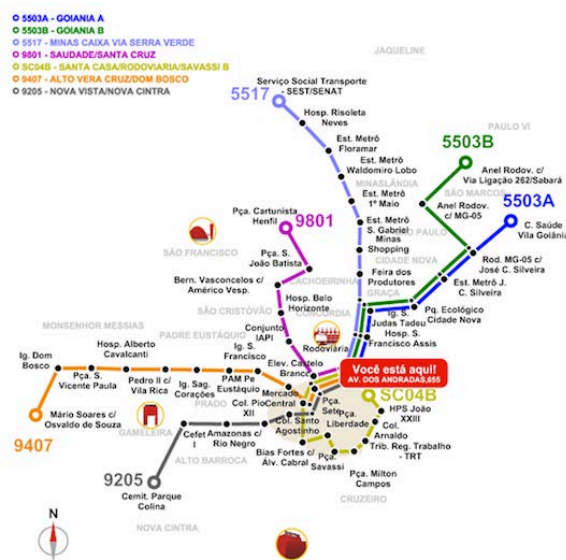 5503A - GOIANIA A
5503B - GOIANIA B
5517 - MINAS CAIXA VIA SERRA VERDE
9801 - SAUDADE/SANTA CRUZ
SC04B - SANTA CASA/RODOVIARIA/SAVASSI B
9407 - ALTO VERA CRUZ/DOM BOSCO
9205 - NOVA VISTA/NOVA CINTRA
JAQUELINE
Serviço Social Transporte
- SEST/SENAT
5517
Hosp. Risoleta
Neves
Est. Metrô
Floramar
Est. Metrô
Waldomiro Lobo
MINASLÂNDIA
Est. Metrô
1º Maio
PAULO VI
5503B
Anel Rodov. c/
Via Ligação 262/Sabará
SÃO MARCOS
Anel Rodov.
c/ MG-05
5503A
C. Saúde
Vila Goiânia
Pça. Cartunista
Henfil
9801
Est. Metrô
S. Gabriel
Minas
Shopping
PAULO
CIDADE NOVA
Rod. MG-05 c/
José C. Silveira
SÃO FRANCISCO
Pça. S.
João Batista
CACHOEIRINHA
Feira dos
Produtores
GRAÇA
Est. Metrô J.
C. Silveira
Bern. Vasconcelos c/
Américo Vesp.
Hosp. Belo
Horizonte
SÃO CRISTÓVÃO
CONCÓRDIA
Ig. S.
Judas Tadeu
Pq. Ecológico
Cidade Nova
MONSENHOR MESSIAS
PADRE EUSTÁQUIO
Conjunto
IAPI
Rodoviária
Hosp. S.
Francisco Assis
Ig. Dom
Bosco
Hosp. Alberto
Cavalcanti
Ig. S.
Francisco
Elev. Castelo
Branco
Você está aqui!
AV. DOS ANDRADAS,655
Pça. S.
Vicente Paula
Pedro II c/
Vila Rica
Ig. Sag.
Corações
PAM Pe
Eustáquio
Mercado
Central
SC04B
9407
Mário Soares c/
Osvaldo de Souza
GAMELEIRA
PRADO
Col. Pio
XII
Col. Santo
Agostinho
Pça.
Sete
Pça.
Liberdade
HPS João
XXIII
Cefet
I
Amazonas c/
Rio Negro
Bias Fortes c/
Álv. Cabral
Pça.
Savassi
Col.
Arnaldo
Trib. Reg. Trabalho
- TRT
Pça. Milton
Campos
ALTO BARROCA
CRUZEIRO
9205
Cemit. Parque
Colina
NOVA CINTRA
N